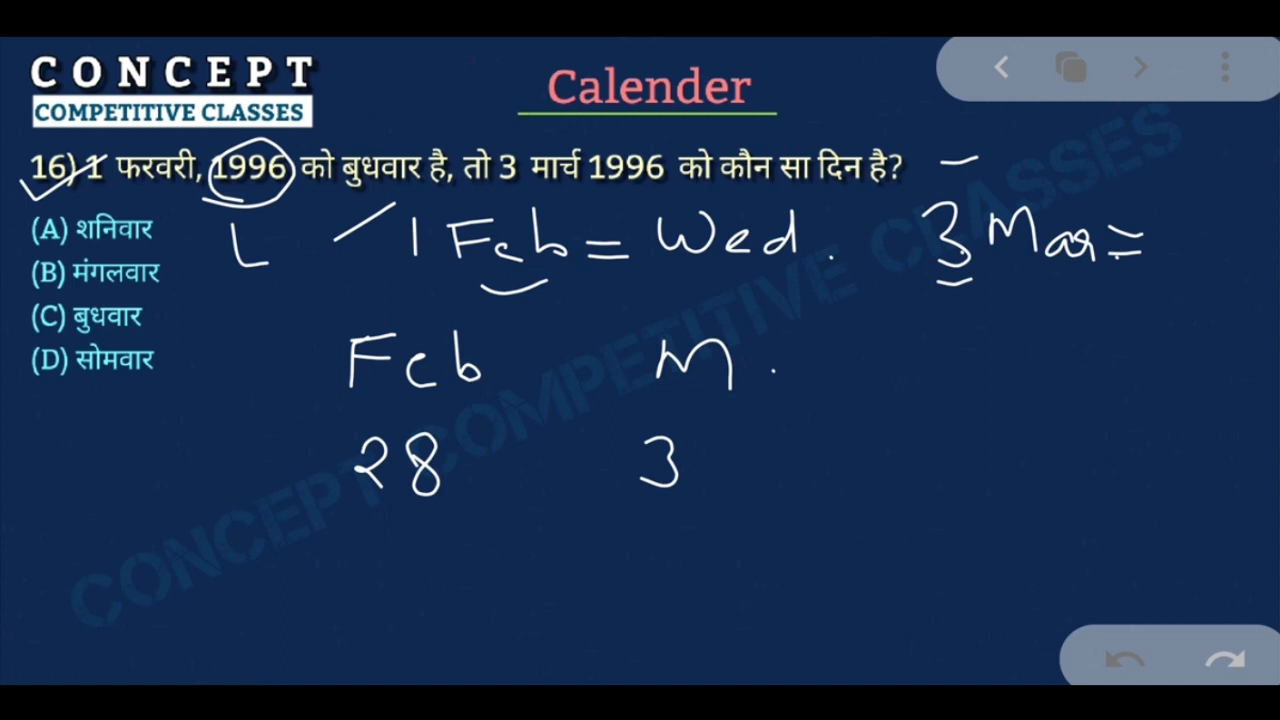 CONCEPT
COMPETITIVE CLASSES
Calender
16) 1 फरवरी, 1996 को बुधवार है, तो 3 मार्च 1996 को कौन सा दिन है?
(A) शनिवार
(B) मंगलवार
(C) बुधवार
(D) सोमवार
L 1 Feb = Wed. 3 Mar =
Feb M.
28 3
CONCEPT COMPETITIVE CLASSES